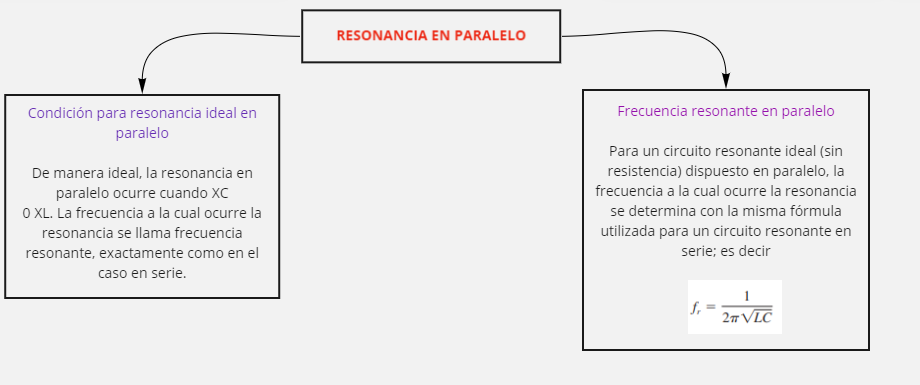 RESONANCIA EN PARALELO
Condición para resonancia ideal en
paralelo
De manera ideal, la resonancia en
paralelo ocurre cuando XC
0 XL. La frecuencia a la cual ocurre la
resonancia se llama frecuencia
resonante, exactamente como en el
caso en serie.
Frecuencia resonante en paralelo
Para un circuito resonante ideal (sin
resistencia) dispuesto en paralelo, la
frecuencia a la cual ocurre la resonancia
se determina con la misma fórmula
utilizada para un circuito resonante en
serie; es decir
f_r = 1 / 2π√LC